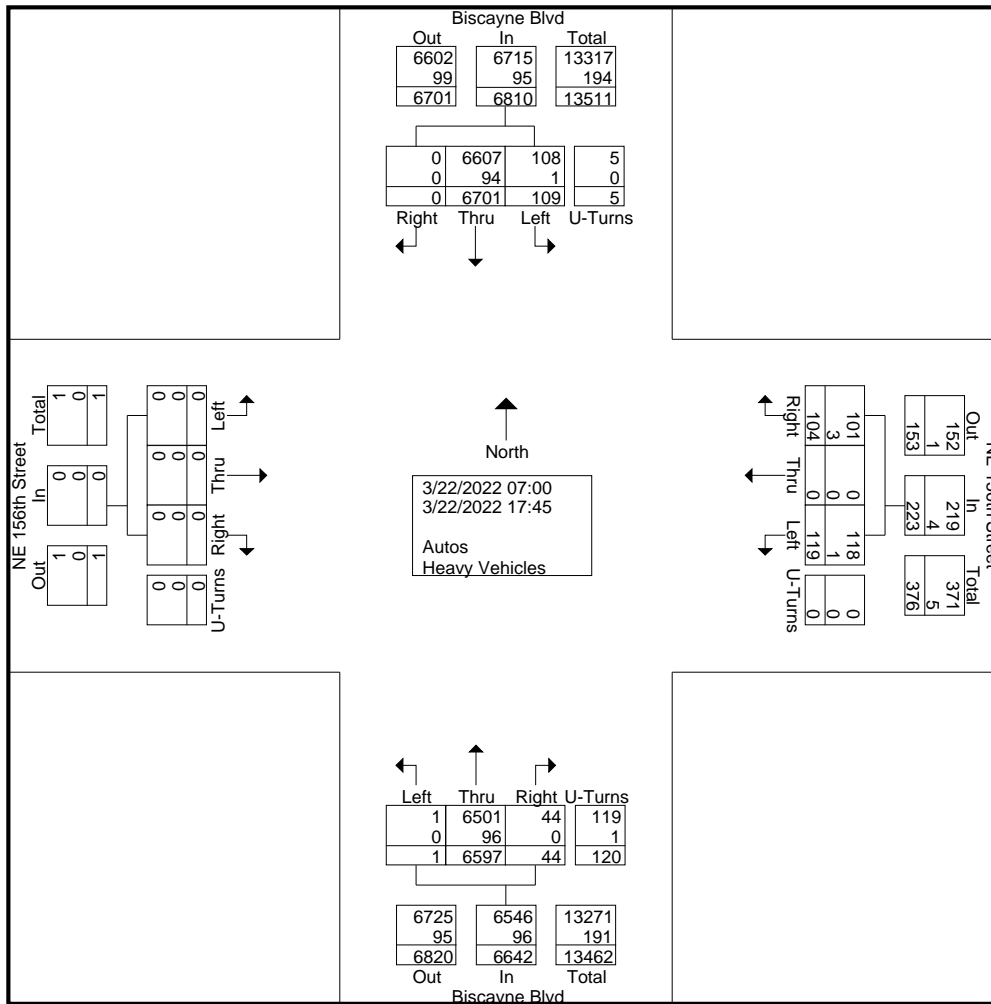 Biscayne Blvd
Out In Total
6602 6715 13317
99 95 194
6701 6810 13511
0 6607 108 5
0 94 1 0
0 6701 109 5
Right Thru Left U-Turns
NE 156th Street
Total In Out
1 0 1
0 0 0
1 0 1
0 0 0 0
0 0 0 0
0 0 0 0
Left Thru Right U-Turns
North
3/22/2022 07:00
3/22/2022 17:45
Autos
Heavy Vehicles
Right Thru Left U-Turns
101 0 118 0
3 0 1 0
104 0 119 0
Out In Total
152 219 371
1 4 5
153 223 376
Left Thru Right U-Turns
1 6501 44 119
0 96 0 1
1 6597 44 120
6725 6546 13271
95 96 191
6820 6642 13462
Out In Total
Biscayne Blvd